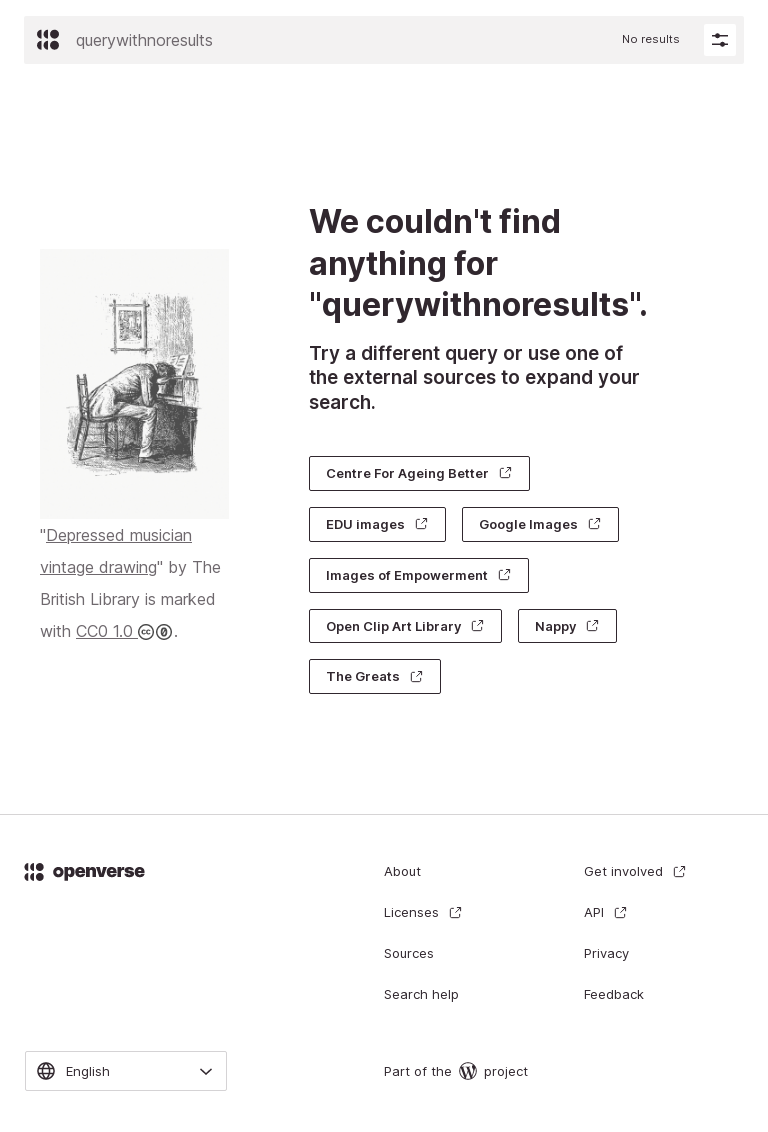 querywithnoresults No results
We couldn't find
anything for
"querywithnoresults".
Try a different query or use one of
the external sources to expand your
search.
Centre For Ageing Better
EDU images Google Images
Images of Empowerment
Open Clip Art Library Nappy
The Greats
"Depressed musician
vintage drawing" by The
British Library is marked
with CC0 1.0 .
openverse
About Get involved
Licenses API
Sources Privacy
Search help Feedback
English Part of the project